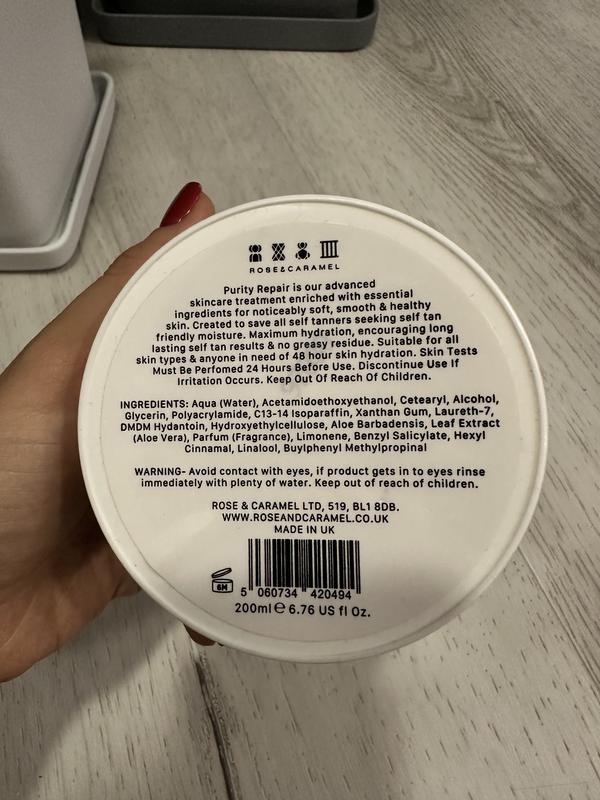 ROSE&CARAMEL
Purity Repair is our advanced
skincare treatment enriched with essential
ingredients for noticeably soft, smooth & healthy
skin. Created to save all self tanners seeking self tan
friendly moisture. Maximum hydration, encouraging long
lasting self tan results & no greasy residue. Suitable for all
skin types & anyone in need of 48 hour skin hydration. Skin Tests
Must Be Perfomed 24 Hours Before Use. Discontinue Use If
Irritation Occurs. Keep Out Of Reach Of Children.
INGREDIENTS: Aqua (Water), Acetamidoethoxyethanol, Cetearyl, Alcohol,
Glycerin, Polyacrylamide, C13-14 Isoparaffin, Xanthan Gum, Laureth-7,
DMDM Hydantoin, Hydroxyethylcellulose, Aloe Barbadensis, Leaf Extract
(Aloe Vera), Parfum (Fragrance), Limonene, Benzyl Salicylate, Hexyl
Cinnamal, Linalool, Buylphenyl Methylpropinal
WARNING- Avoid contact with eyes, if product gets in to eyes rinse
immediately with plenty of water. Keep out of reach of children.
ROSE & CARAMEL LTD, 519, BL1 8DB.
WWW.ROSEANDCARAMEL.CO.UK
MADE IN UK
6M
5 060734 420494
200ml ℮ 6.76 US fl Oz.